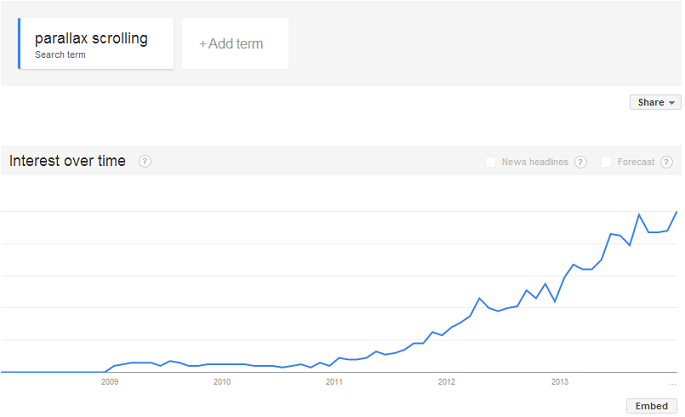 parallax scrolling
Search term
+Add term
Share
Interest over time ?
News headlines ? Forecast ?
2009 2010 2011 2012 2013 ...
Embed